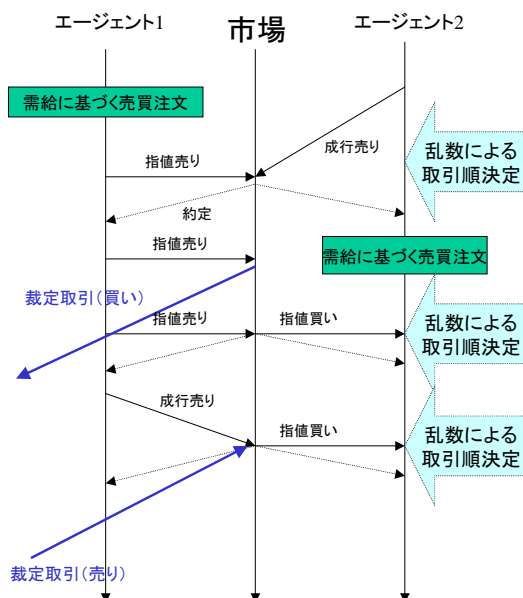 エージェント1
市場
エージェント2
需給に基づく売買注文
成行売り
乱数による
取引順決定
指値売り
約定
指値売り
需給に基づく売買注文
裁定取引(買い)
指値売り
指値買い
乱数による
取引順決定
成行売り
指値買い
乱数による
取引順決定
裁定取引(売り)